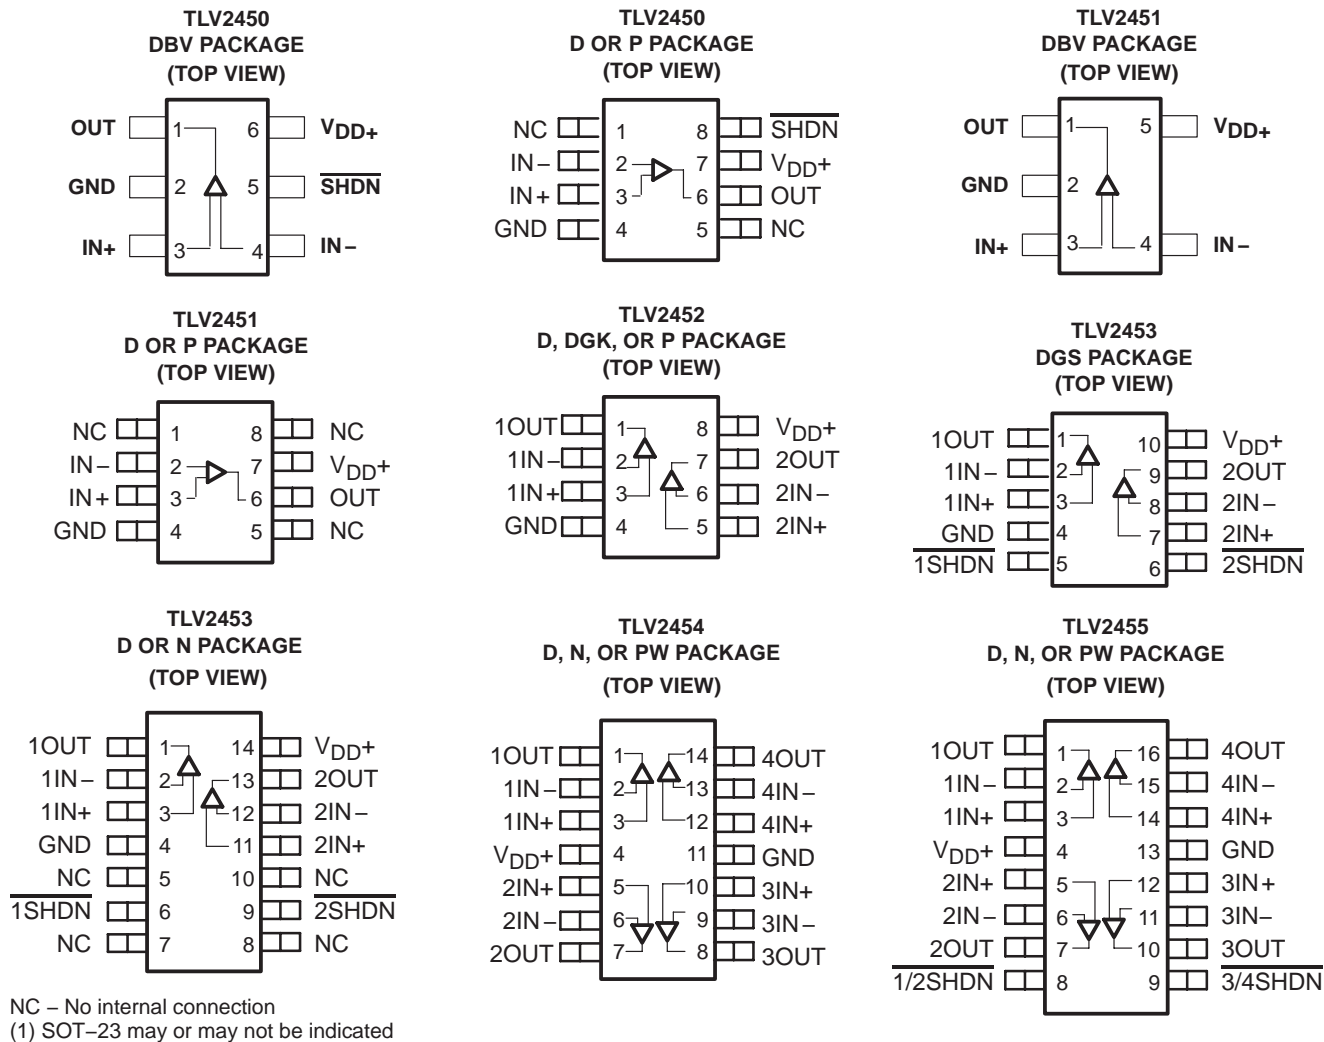 TLV2450
DBV PACKAGE
(TOP VIEW)
OUT 1 6 VDD+
GND 2 5 SHDN
IN+ 3 4 IN−
TLV2450
D OR P PACKAGE
(TOP VIEW)
NC 1 8 SHDN
IN− 2 7 VDD+
IN+ 3 6 OUT
GND 4 5 NC
TLV2451
DBV PACKAGE
(TOP VIEW)
OUT 1 5 VDD+
GND 2
IN+ 3 4 IN−
TLV2451
D OR P PACKAGE
(TOP VIEW)
NC 1 8 NC
IN− 2 7 VDD+
IN+ 3 6 OUT
GND 4 5 NC
TLV2452
D, DGK, OR P PACKAGE
(TOP VIEW)
1OUT 1 8 VDD+
1IN− 2 7 2OUT
1IN+ 3 6 2IN−
GND 4 5 2IN+
TLV2453
DGS PACKAGE
(TOP VIEW)
1OUT 1 10 VDD+
1IN− 2 9 2OUT
1IN+ 3 8 2IN−
GND 4 7 2IN+
1SHDN 5 6 2SHDN
TLV2453
D OR N PACKAGE
(TOP VIEW)
1OUT 1 14 VDD+
1IN− 2 13 2OUT
1IN+ 3 12 2IN−
GND 4 11 2IN+
NC 5 10 NC
1SHDN 6 9 2SHDN
NC 7 8 NC
TLV2454
D, N, OR PW PACKAGE
(TOP VIEW)
1OUT 1 14 4OUT
1IN− 2 13 4IN−
1IN+ 3 12 4IN+
VDD+ 4 11 GND
2IN+ 5 10 3IN+
2IN− 6 9 3IN−
2OUT 7 8 3OUT
TLV2455
D, N, OR PW PACKAGE
(TOP VIEW)
1OUT 1 16 4OUT
1IN− 2 15 4IN−
1IN+ 3 14 4IN+
VDD+ 4 13 GND
2IN+ 5 12 3IN+
2IN− 6 11 3IN−
2OUT 7 10 3OUT
1/2SHDN 8 9 3/4SHDN
NC − No internal connection
(1) SOT−23 may or may not be indicated